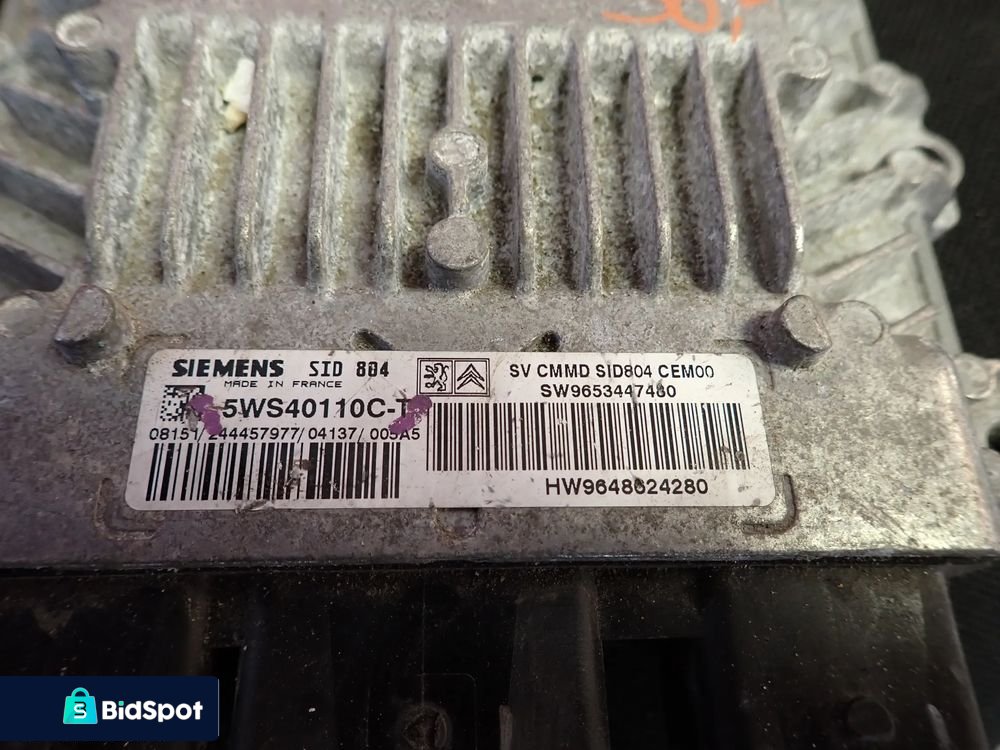 SIEMENS SID 804
MADE IN FRANCE
5WS40110C-T
08151/244457977/04137/005A5
SV CMMD SID804 CEM00
SW9653447480
HW9648624280
BidSpot